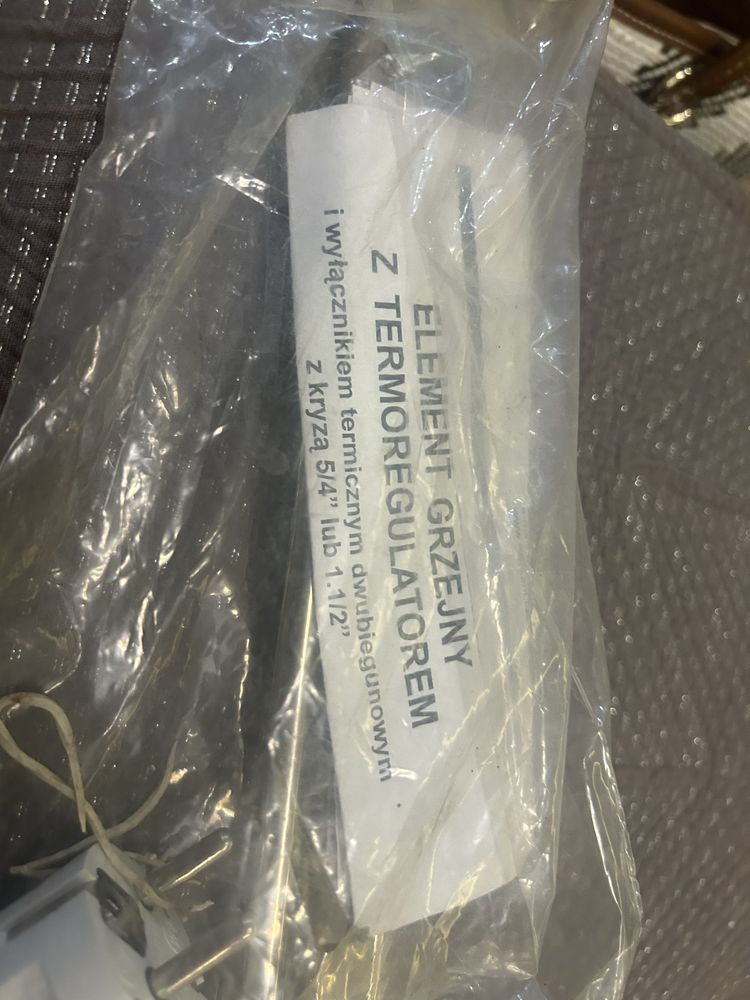 ELEMENT GRZEJNY
Z TERMOREGULATOREM
i wyłącznikiem termicznym dwubiegunowym
z kryzą 5/4" lub 1.1/2"